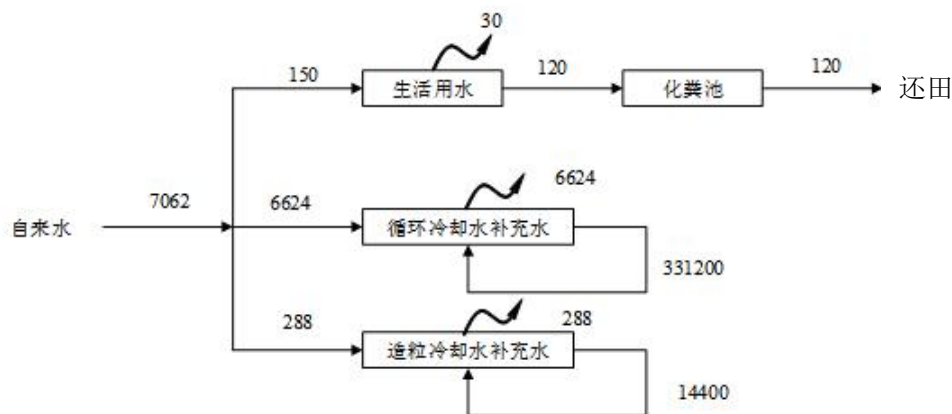 30
150
生活用水
120
化粪池
120
还田
自来水
7062
6624
循环冷却水补充水
6624
331200
288
造粒冷却水补充水
288
14400